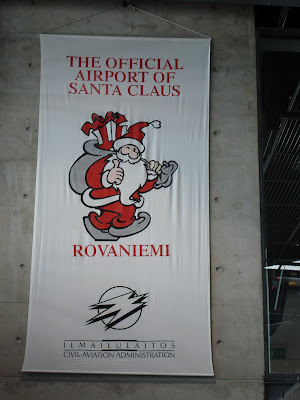 THE OFFICIAL
AIRPORT OF
SANTA CLAUS
ROVANIEMI
ILMAILULAITOS
CIVIL AVIATION ADMINISTRATION